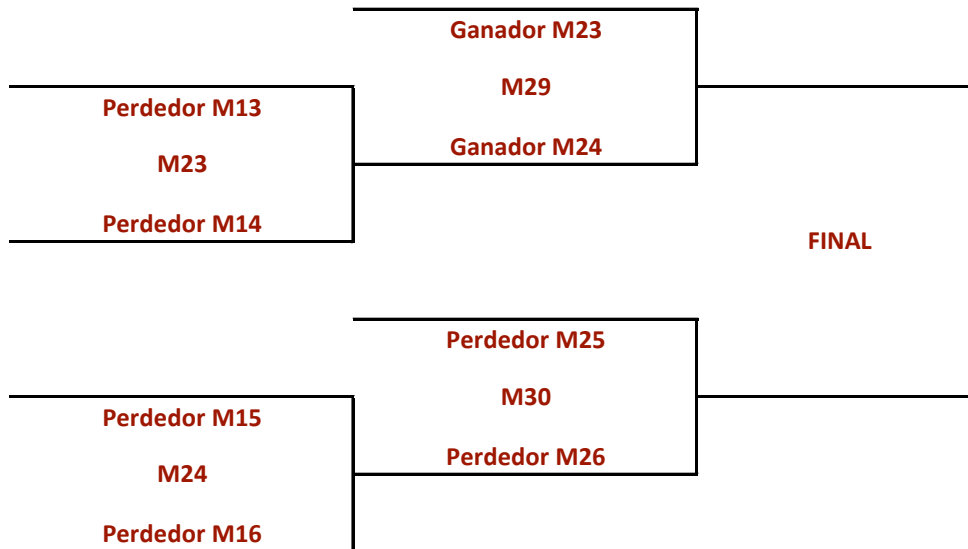 Ganador M23
M29
Ganador M24
Perdedor M13
M23
Perdedor M14
FINAL
Perdedor M25
M30
Perdedor M26
Perdedor M15
M24
Perdedor M16